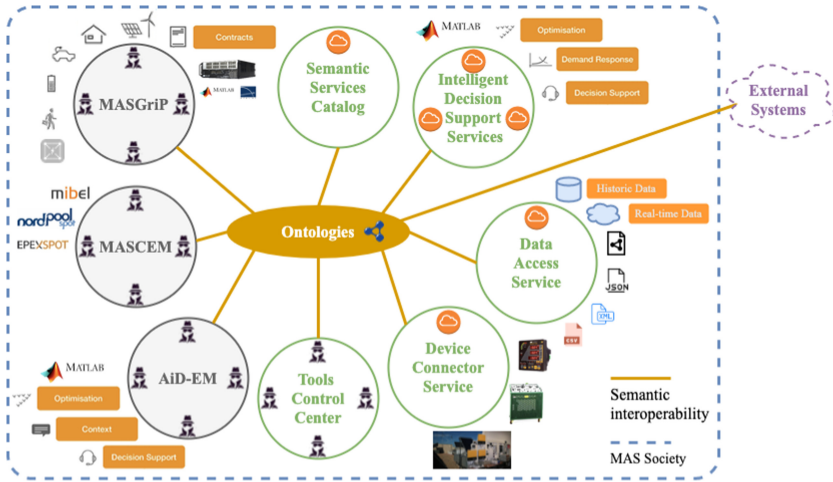 Contracts
MATLAB
MASGriP
Semantic
Services
Catalog
MATLAB
Optimisation
Demand Response
Decision Support
Intelligent
Decision
Support
Services
External
Systems
mibel
nordpool
spot
EPEXSPOT
MASCEM
Ontologies
Historic Data
Real-time Data
Data
Access
Service
JSON
XML
CSV
MATLAB
Optimisation
Context
Decision Support
AiD-EM
Tools
Control
Center
Device
Connector
Service
Semantic
interoperability
MAS Society